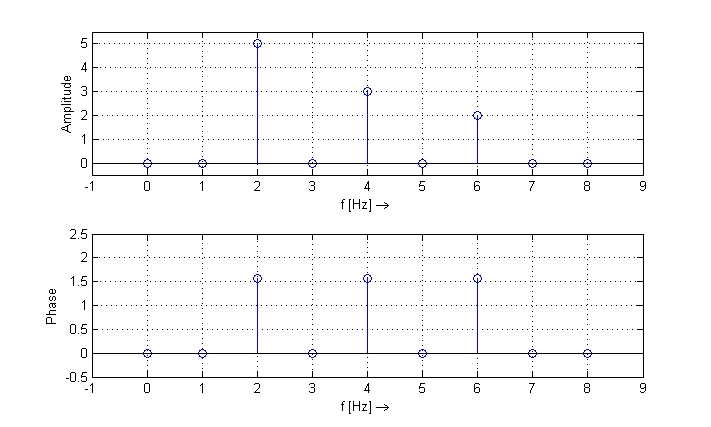 5
4
3
2
1
0
Amplitude
-1 0 1 2 3 4 5 6 7 8 9
f [Hz] →
2.5
2
1.5
1
0.5
0
-0.5
Phase
-1 0 1 2 3 4 5 6 7 8 9
f [Hz] →